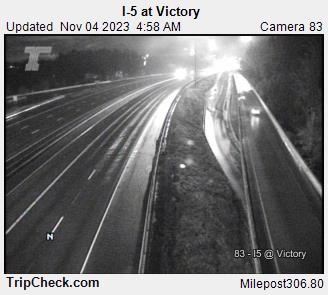 I-5 at Victory
Updated Nov 04 2023 4:58 AM Camera 83
T
N
83 - I5 @ Victory
TripCheck.com Milepost306.80